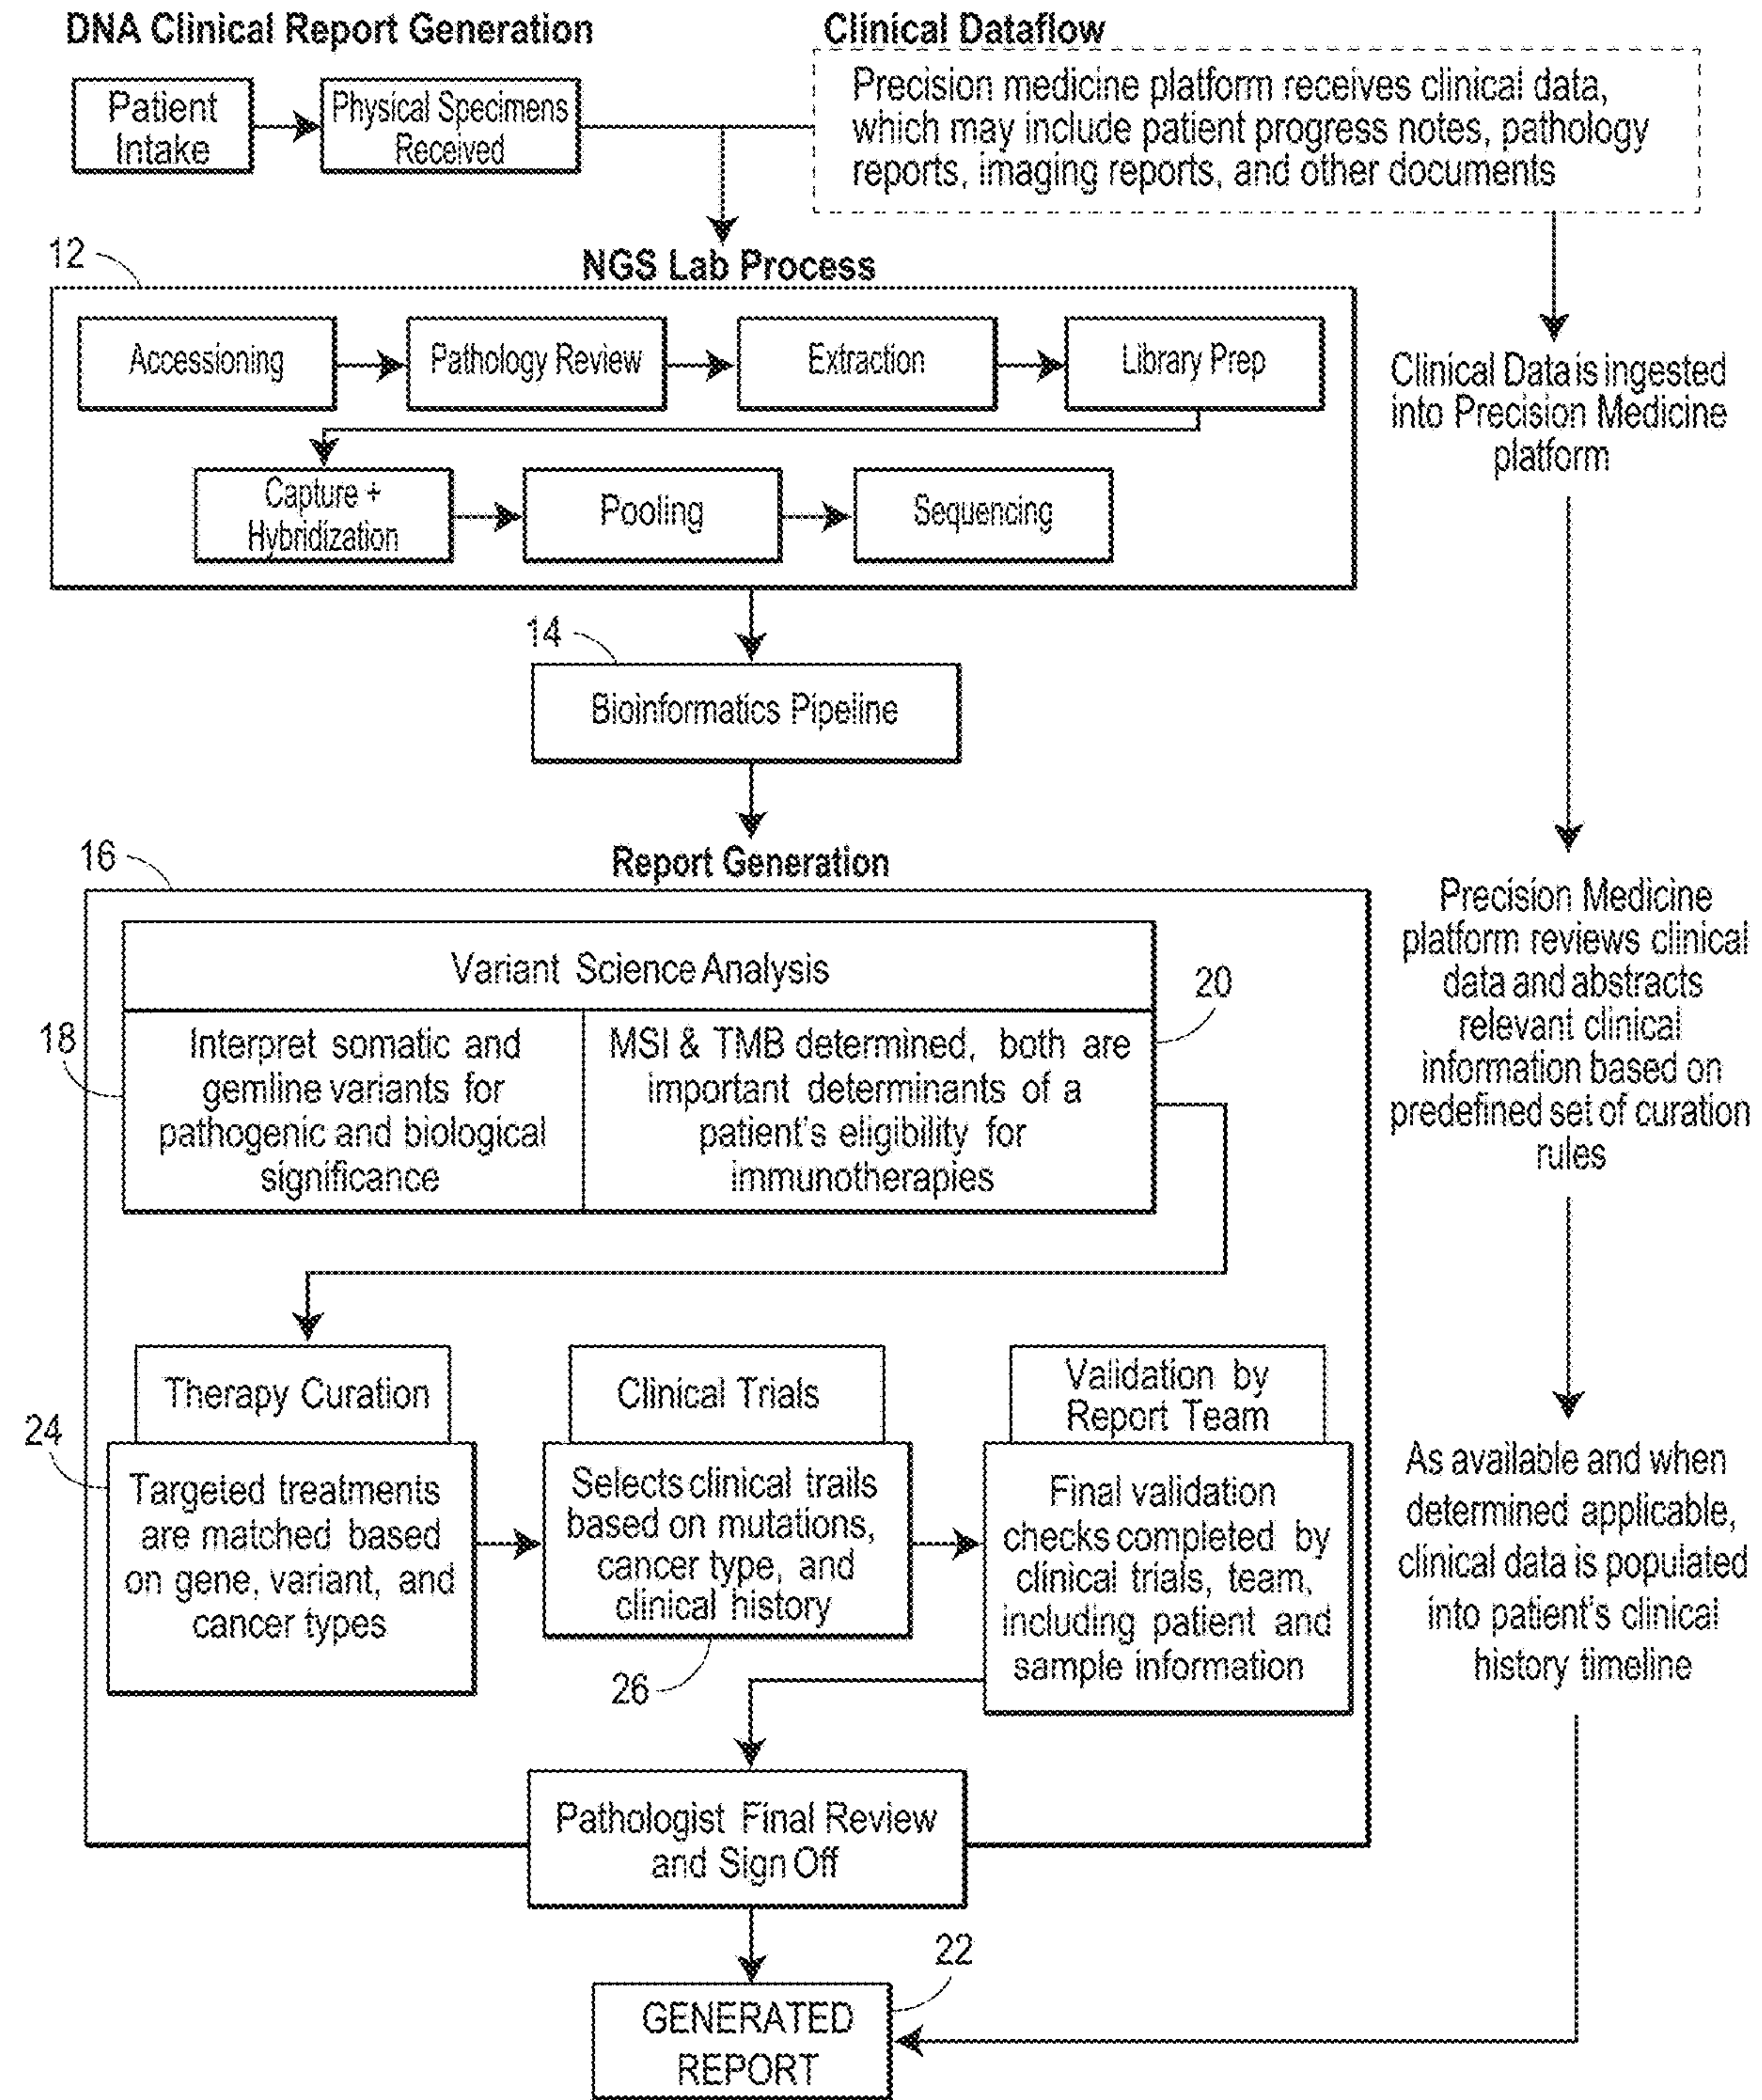 DNA Clinical Report Generation
Clinical Dataflow
Patient
Intake
Physical Specimens
Received
Precision medicine platform receives clinical data,
which may include patient progress notes, pathology
reports, imaging reports, and other documents
12
NGS Lab Process
Accessioning
Pathology Review
Extraction
Library Prep
Capture +
Hybridization
Pooling
Sequencing
Clinical Data is ingested
into Precision Medicine
platform
14
Bioinformatics Pipeline
16
Report Generation
Variant Science Analysis
18
Interpret somatic and
gemline variants for
pathogenic and biological
significance
20
MSI & TMB determined, both are
important determinants of a
patient's eligibility for
immunotherapies
Precision Medicine
platform reviews clinical
data and abstracts
relevant clinical
information based on
predefined set of curation
rules
Therapy Curation
24
Targeted treatments
are matched based
on gene, variant, and
cancer types
Clinical Trials
Selects clinical trails
based on mutations,
cancer type, and
clinical history
26
Validation by
Report Team
Final validation
checks completed by
clinical trials, team,
including patient and
sample information
As available and when
determined applicable,
clinical data is populated
into patient's clinical
history timeline
Pathologist Final Review
and Sign Off
22
GENERATED
REPORT